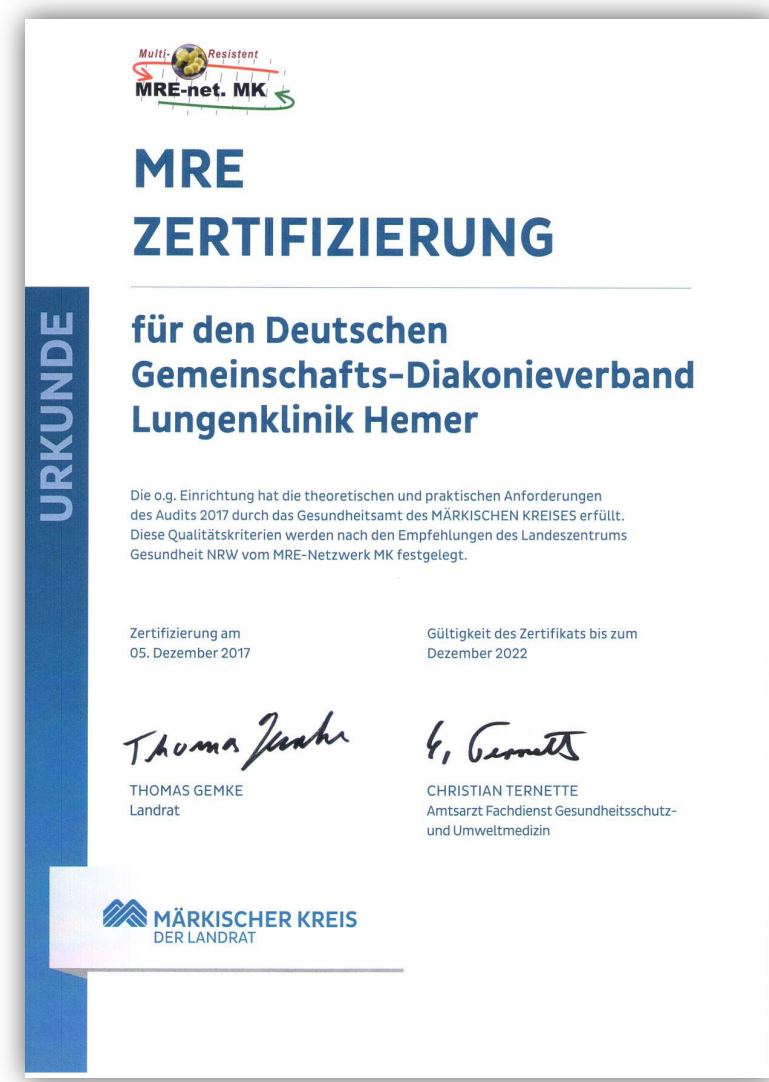 Multi- Resistent
MRE-net. MK
MRE
ZERTIFIZIERUNG
URKUNDE
für den Deutschen
Gemeinschafts-Diakonieverband
Lungenklinik Hemer
Die o.g. Einrichtung hat die theoretischen und praktischen Anforderungen
des Audits 2017 durch das Gesundheitsamt des MÄRKISCHEN KREISES erfüllt.
Diese Qualitätskriterien werden nach den Empfehlungen des Landeszentrums
Gesundheit NRW vom MRE-Netzwerk MK festgelegt.
Zertifizierung am
05. Dezember 2017
Gültigkeit des Zertifikats bis zum
Dezember 2022
THOMAS GEMKE
Landrat
CHRISTIAN TERNETTE
Amtsarzt Fachdienst Gesundheitsschutz-
und Umweltmedizin
MÄRKISCHER KREIS
DER LANDRAT